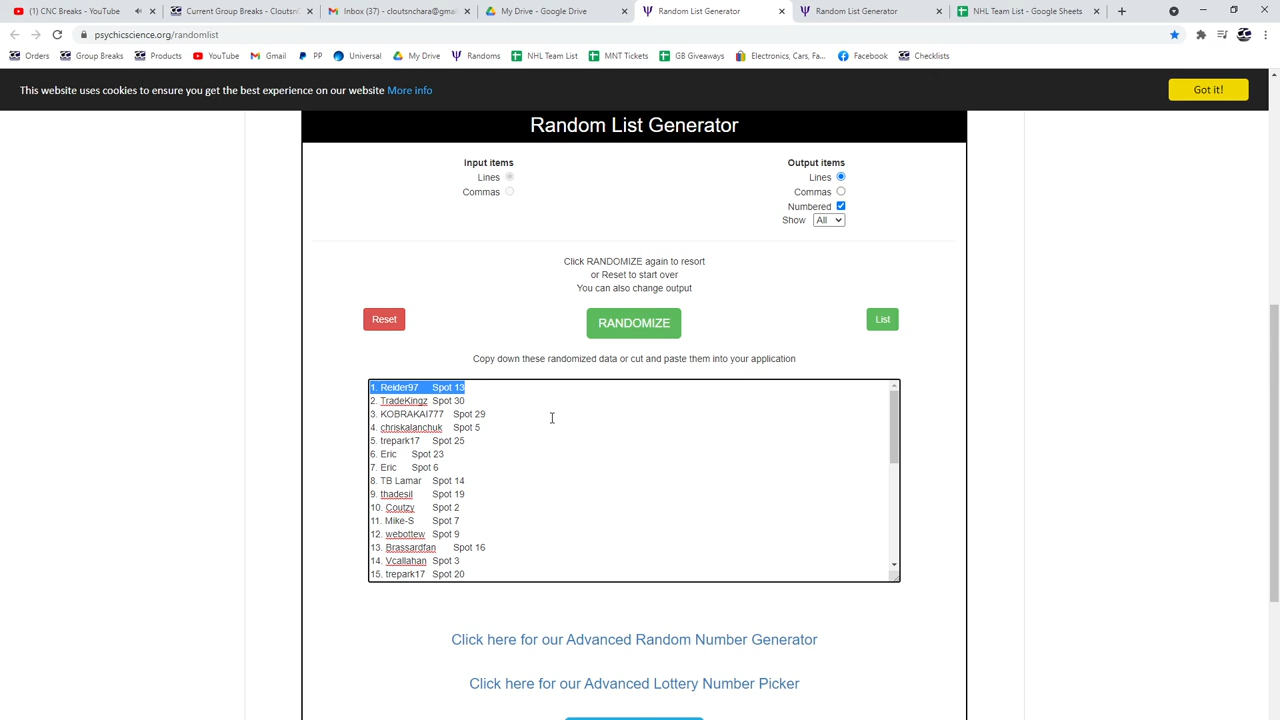 (1) CNC Breaks - YouTube
Current Group Breaks - CloutsnC
Inbox (37) - cloutsnchara@gmai
My Drive - Google Drive
Random List Generator
Random List Generator
NHL Team List - Google Sheets
psychicscience.org/randomlist
Orders
Group Breaks
Products
YouTube
Gmail
PP
Universal
My Drive
Randoms
NHL Team List
MNT Tickets
GB Giveaways
Electronics, Cars, Fa...
Facebook
Checklists
This website uses cookies to ensure you get the best experience on our website More info
Got it!
Random List Generator
Input items
Lines
Commas
Output items
Lines
Commas
Numbered
Show All
Click RANDOMIZE again to resort
or Reset to start over
You can also change output
Reset
RANDOMIZE
List
Copy down these randomized data or cut and paste them into your application
1. Reider97 Spot 13
2. TradeKingz Spot 30
3. KOBRAKAI777 Spot 29
4. chriskalanchuk Spot 5
5. trepark17 Spot 25
6. Eric Spot 23
7. Eric Spot 6
8. TB Lamar Spot 14
9. thadesil Spot 19
10. Coutzy Spot 2
11. Mike-S Spot 7
12. webottew Spot 9
13. Brassardfan Spot 16
14. Vcallahan Spot 3
15. trepark17 Spot 20
Click here for our Advanced Random Number Generator
Click here for our Advanced Lottery Number Picker